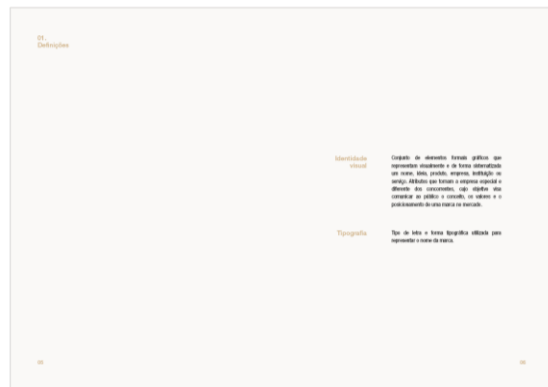 01.
Definições
Identidade
visual
Conjunto de elementos formais gráficos que
representam visualmente e de forma sistematizada
um nome, ideia, produto, empresa, instituição ou
serviço. Atributos que tornam a empresa especial e
diferente dos concorrentes, cujo objetivo visa
comunicar ao público o conceito, os valores e o
posicionamento de uma marca no mercado.
Tipografia
Tipo de letra e forma tipográfica utilizada para
representar o nome da marca.